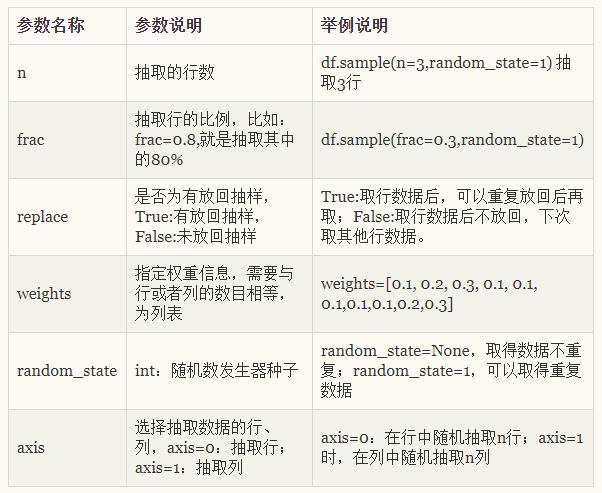 参数名称 参数说明 举例说明
n 抽取的行数 df.sample(n=3,random_state=1) 抽
取3行
frac 抽取行的比例，比如：
frac=0.8,就是抽取其中
的80% df.sample(frac=0.3,random_state=1)
replace 是否为有放回抽样，
True:有放回抽样，
False:未放回抽样 True:取行数据后，可以重复放回后再
取；False:取行数据后不放回，下次
取其他行数据。
weights 指定权重信息，需要与
行或者列的数目相等，
为列表 weights=[0.1, 0.2, 0.3, 0.1, 0.1,
0.1,0.1,0.1,0.2,0.3]
random_state int：随机数发生器种子 random_state=None，取得数据不重
复；random_state=1，可以取得重复
数据
axis 选择抽取数据的行、
列，axis=0：抽取行；
axis=1：抽取列 axis=0：在行中随机抽取n行；axis=1
时，在列中随机抽取n列